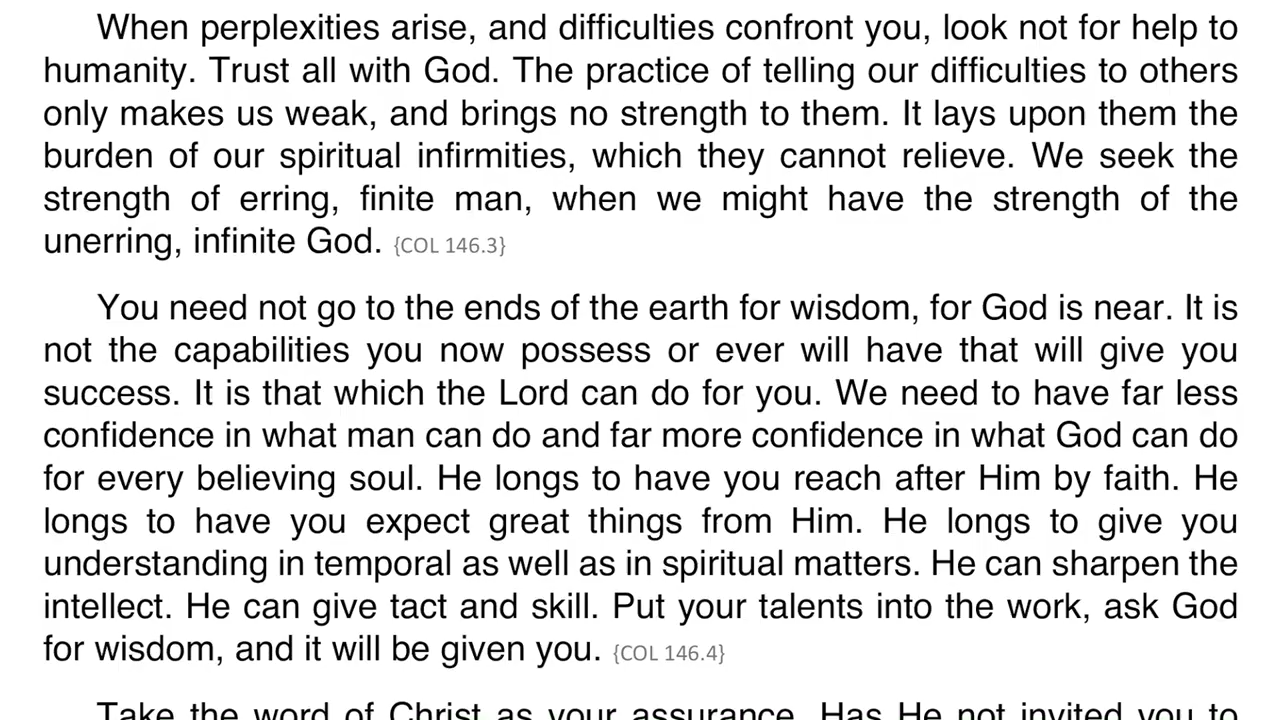 When perplexities arise, and difficulties confront you, look not for help to
humanity. Trust all with God. The practice of telling our difficulties to others
only makes us weak, and brings no strength to them. It lays upon them the
burden of our spiritual infirmities, which they cannot relieve. We seek the
strength of erring, finite man, when we might have the strength of the
unerring, infinite God. {COL 146.3}
You need not go to the ends of the earth for wisdom, for God is near. It is
not the capabilities you now possess or ever will have that will give you
success. It is that which the Lord can do for you. We need to have far less
confidence in what man can do and far more confidence in what God can do
for every believing soul. He longs to have you reach after Him by faith. He
longs to have you expect great things from Him. He longs to give you
understanding in temporal as well as in spiritual matters. He can sharpen the
intellect. He can give tact and skill. Put your talents into the work, ask God
for wisdom, and it will be given you. {COL 146.4}
Take the word of Christ as your assurance. Has He not invited you to